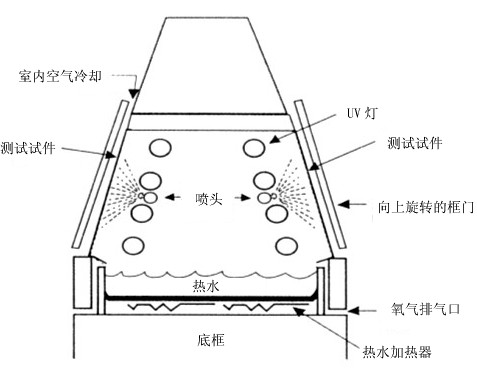 室内空气冷却
UV 灯
测试试件
测试试件
喷头
向上旋转的框门
热水
氧气排气口
底框
热水加热器